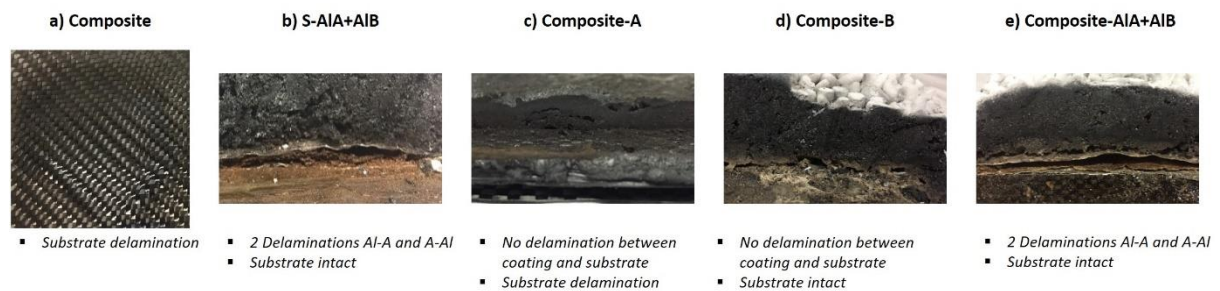 a) Composite
b) S-AlA+AlB
c) Composite-A
d) Composite-B
e) Composite-AlA+AlB
▪ Substrate delamination
▪ 2 Delaminations Al-A and A-Al
▪ Substrate intact
▪ No delamination between
coating and substrate
▪ Substrate delamination
▪ No delamination between
coating and substrate
▪ Substrate intact
▪ 2 Delaminations Al-A and A-Al
▪ Substrate intact